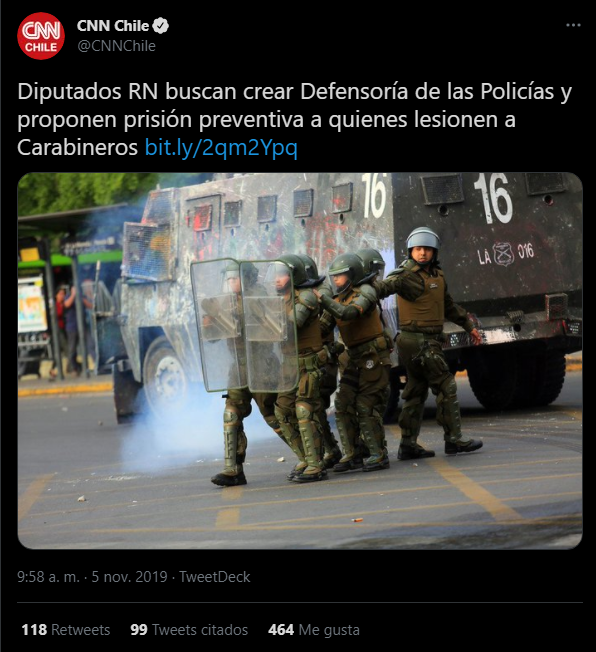 CNN
CHILE
CNN Chile
@CNNChile
Diputados RN buscan crear Defensoría de las Policías y
proponen prisión preventiva a quienes lesionen a
Carabineros bit.ly/2qm2Ypq
16
16
LA 016
9:58 a. m. · 5 nov. 2019 · TweetDeck
118 Retweets 99 Tweets citados 464 Me gusta